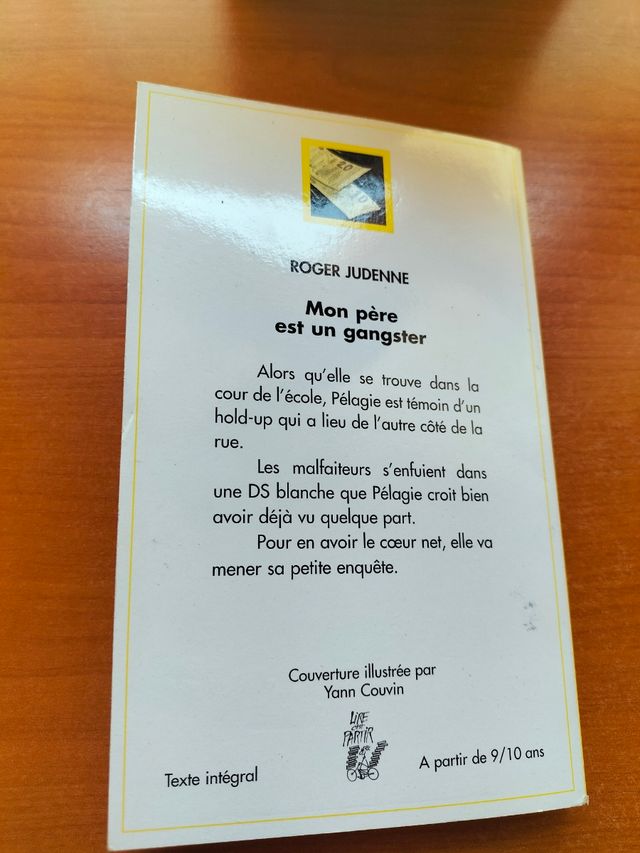 ROGER JUDENNE
Mon père
est un gangster
Alors qu'elle se trouve dans la
cour de l'école, Pélagie est témoin d'un
hold-up qui a lieu de l'autre côté de la
rue.
Les malfaiteurs s'enfuient dans
une DS blanche que Pélagie croit bien
avoir déjà vu quelque part.
Pour en avoir le cœur net, elle va
mener sa petite enquête.
Couverture illustrée par
Yann Couvin
LIRE
c'est
PARTIR
Texte intégral
A partir de 9/10 ans